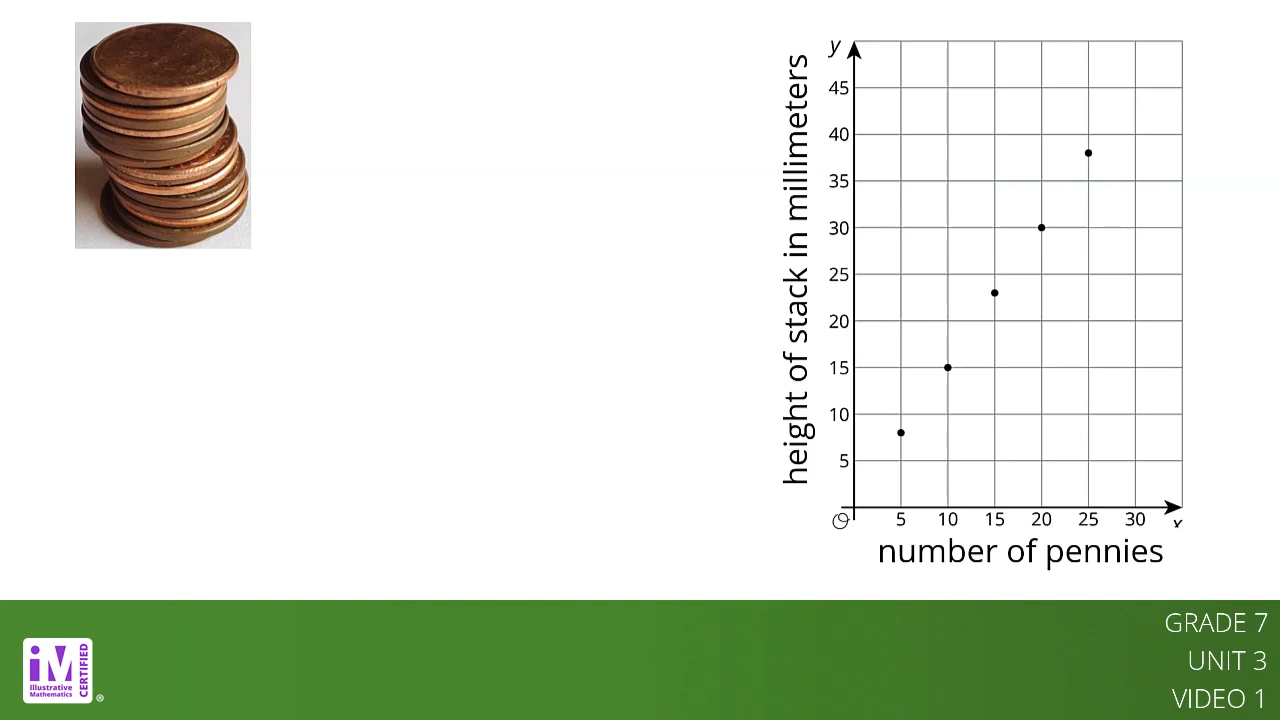 y
height of stack in millimeters
45
40
35
30
25
20
15
10
5
O
5 10 15 20 25 30
x
number of pennies
GRADE 7
UNIT 3
VIDEO 1
iM CERTIFIED
Illustrative
Mathematics
®